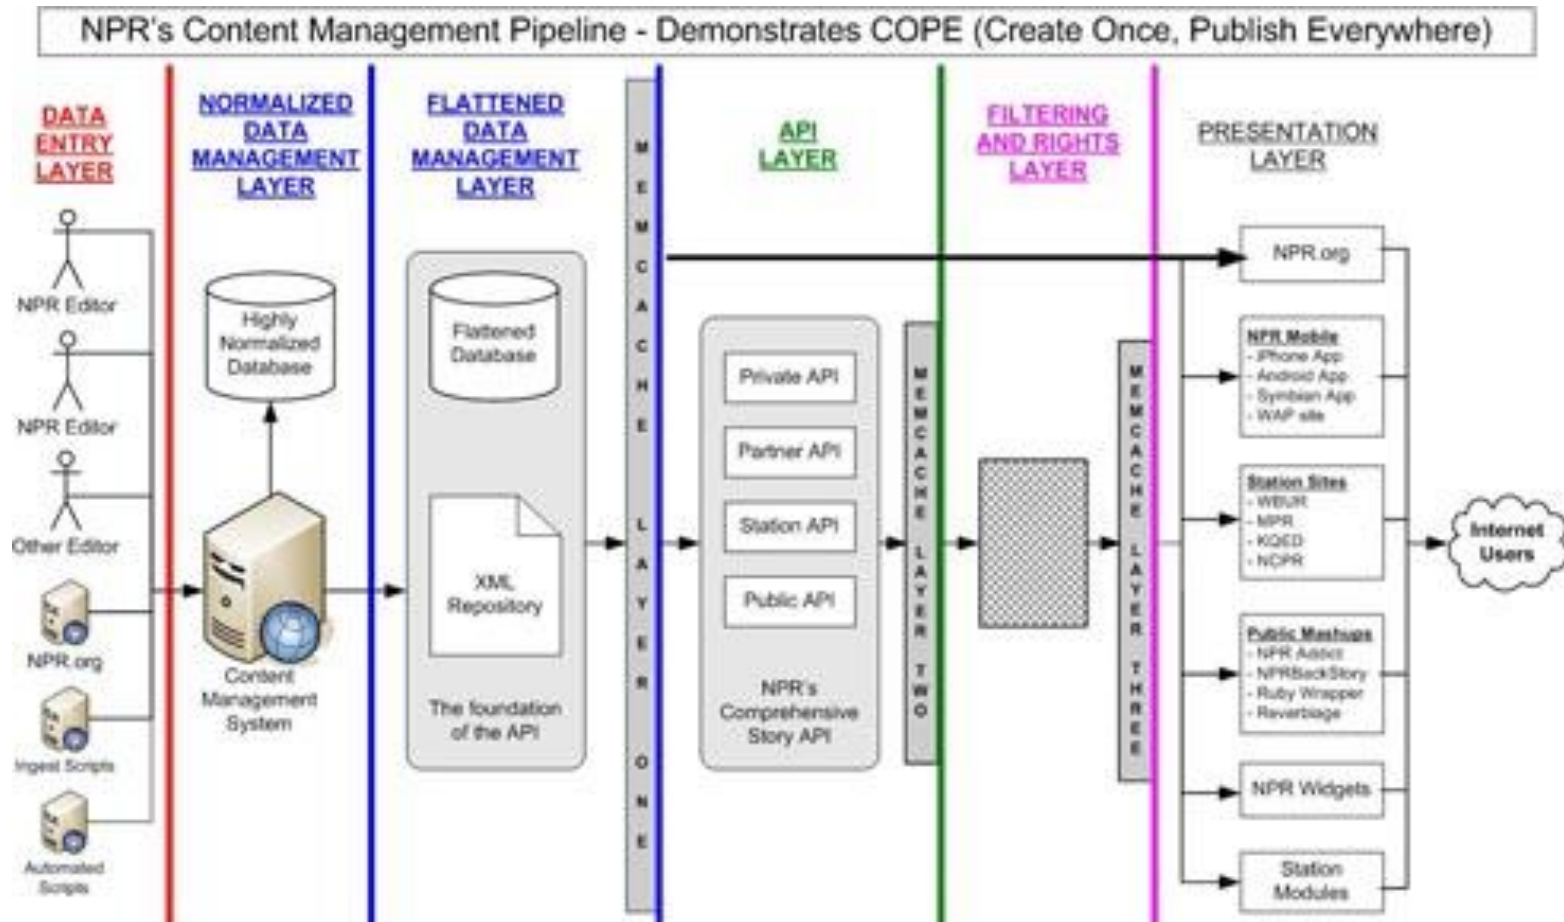 NPR's Content Management Pipeline - Demonstrates COPE (Create Once, Publish Everywhere)
DATA
ENTRY
LAYER
NPR Editor
NPR Editor
Other Editor
NPR.org
Ingest Scripts
Automated
Scripts
NORMALIZED
DATA
MANAGEMENT
LAYER
Highly
Normalized
Database
Content
Management
System
FLATTENED
DATA
MANAGEMENT
LAYER
Flattened
Database
XML
Repository
The foundation
of the API
MEMCACHE LAYER ONE
API
LAYER
Private API
Partner API
Station API
Public API
NPR's
Comprehensive
Story API
MEMCACHE LAYER TWO
FILTERING
AND RIGHTS
LAYER
MEMCACHE LAYER THREE
PRESENTATION
LAYER
NPR.org
NPR Mobile
- iPhone App
- Android App
- Symbian App
- WAP site
Station Sites
- WBUR
- MPR
- KQED
- NCPR
Public Mashups
- NPR Addict
- NPRBackStory
- Ruby Wrapper
- Reverbiage
NPR Widgets
Station
Modules
Internet
Users